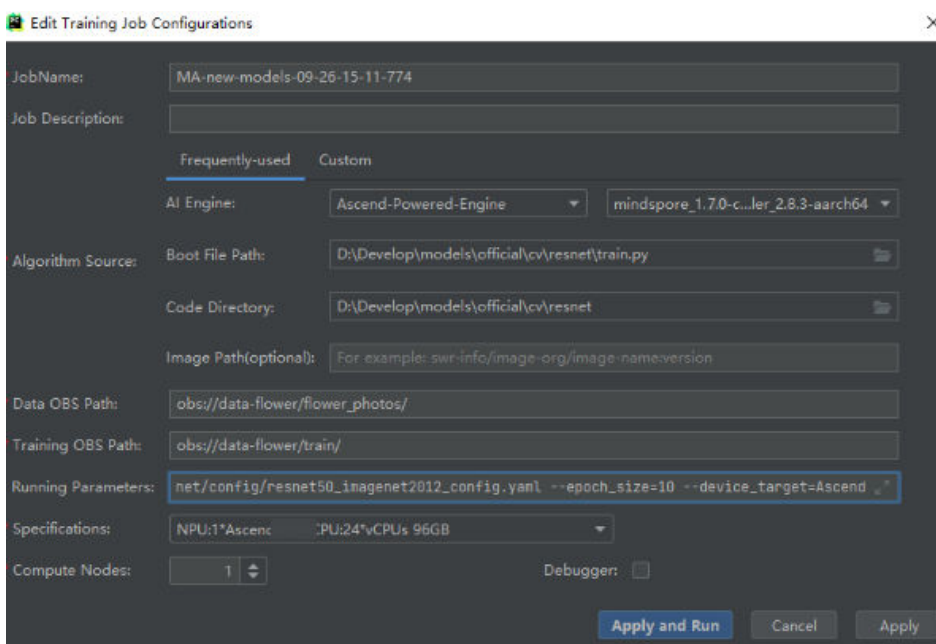 Edit Training Job Configurations
JobName: MA-new-models-09-26-15-11-774
Job Description:
Frequently-used Custom
AI Engine: Ascend-Powered-Engine mindspore_1.7.0-c...ler_2.8.3-aarch64
Algorithm Source:
Boot File Path: D:\Develop\models\official\cv\resnet\train.py
Code Directory: D:\Develop\models\official\cv\resnet
Image Path(optional): For example: swr-info/image-org/image-name:version
Data OBS Path: obs://data-flower/flower_photos/
Training OBS Path: obs://data-flower/train/
Running Parameters: net/config/resnet50_imagenet2012_config.yaml --epoch_size=10 --device_target=Ascend
Specifications: NPU:1*Ascend CPU:24*vCPUs 96GB
Compute Nodes: 1 Debugger:
Apply and Run Cancel Apply